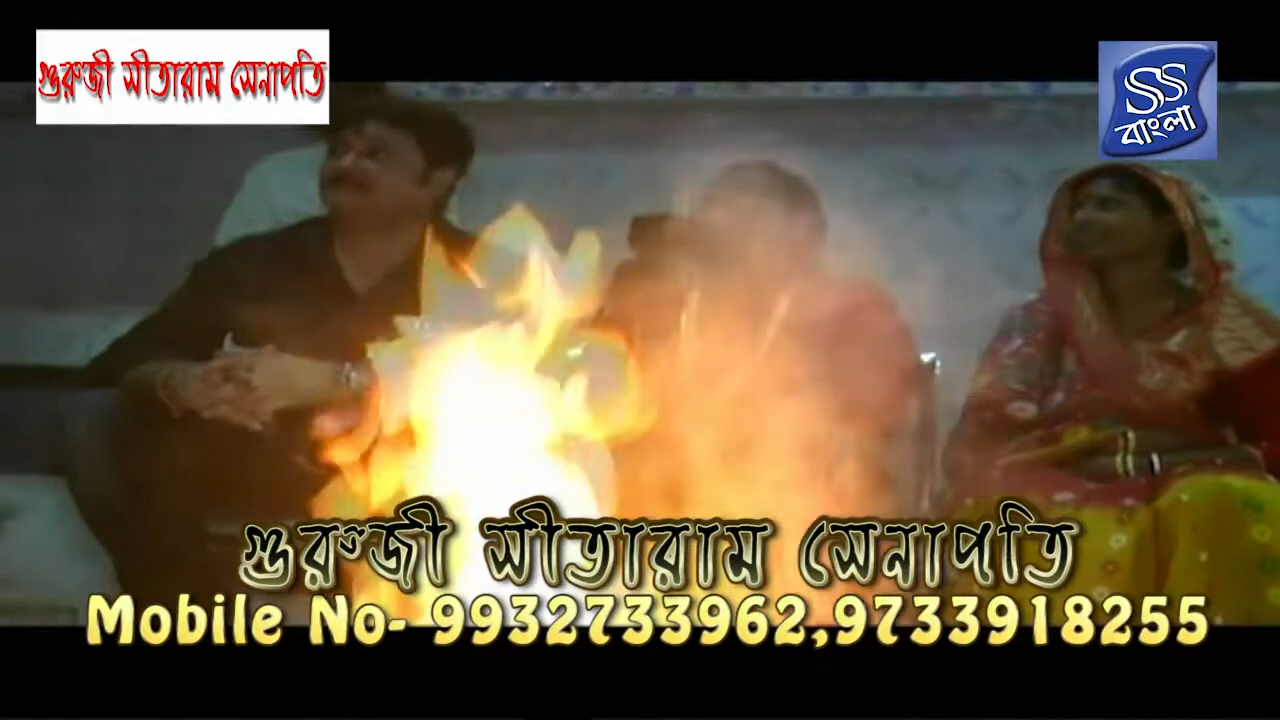 গুরুজী সীতারাম সেনাপতি
SS
বাংলা
গুরুজী সীতারাম সেনাপতি
Mobile No- 9932733962,9733918255